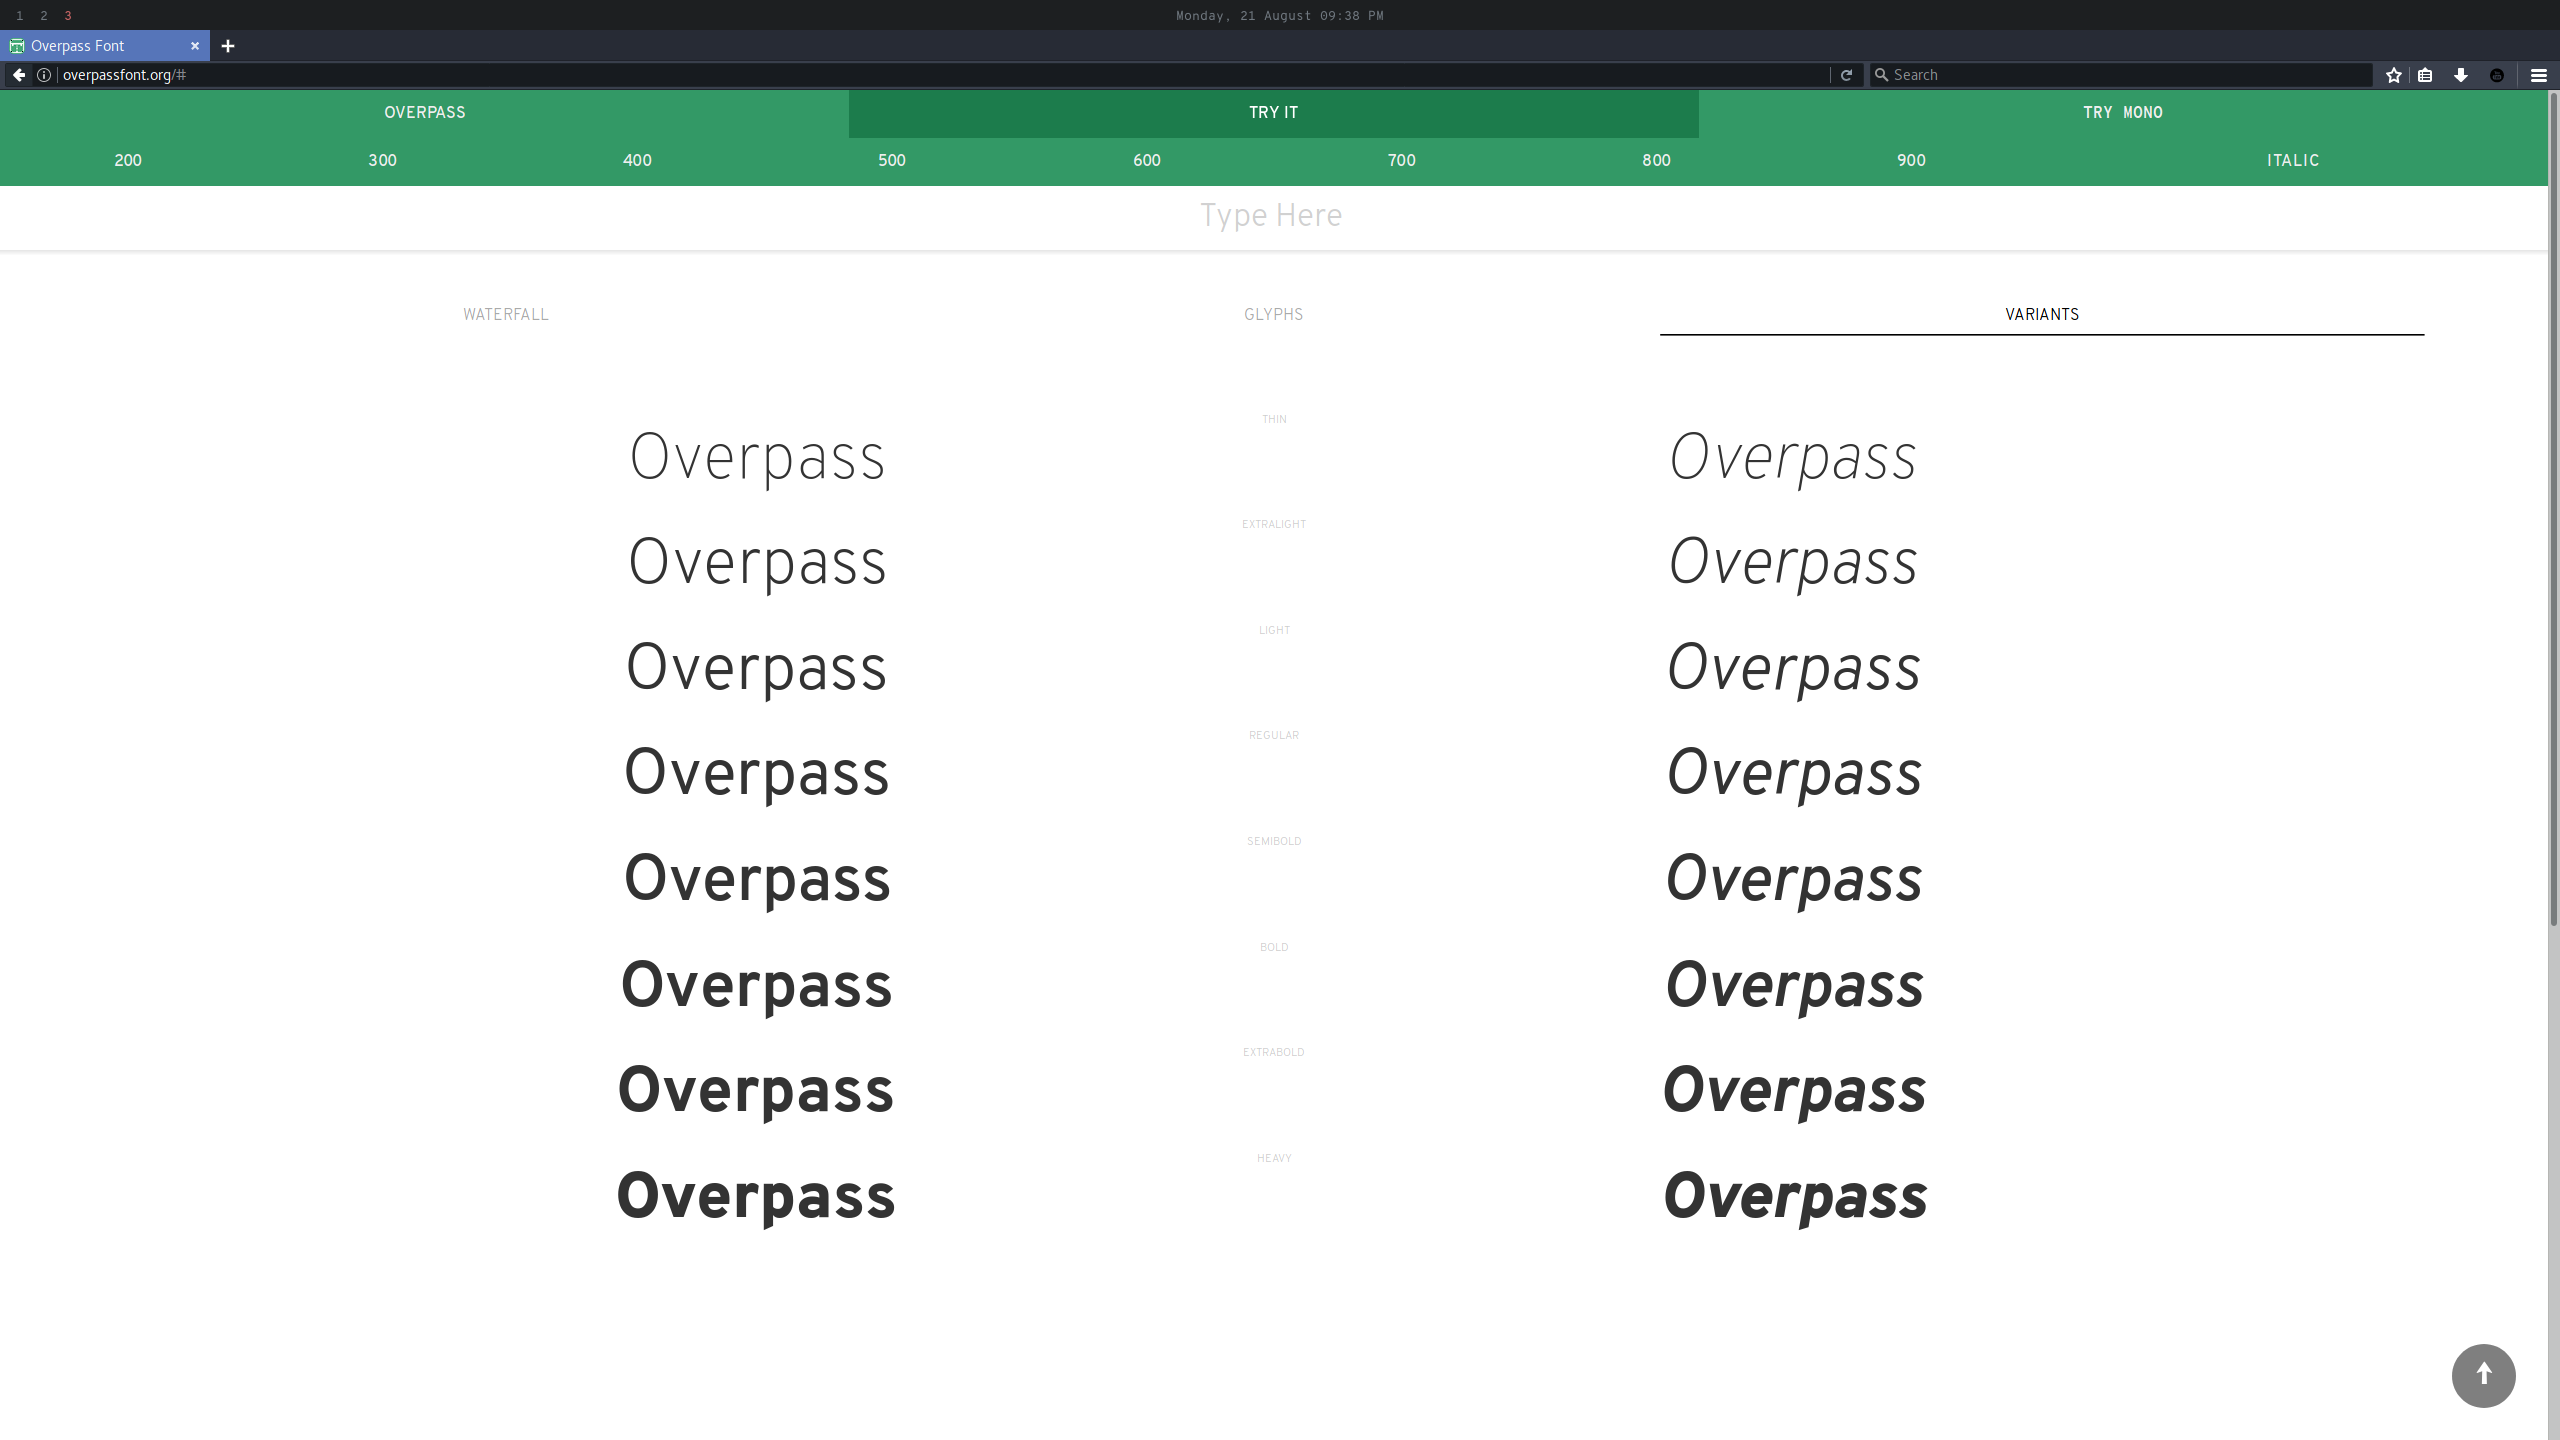 1 2 3 Monday, 21 August 09:38 PM
Overpass Font
overpassfont.org/# Search
OVERPASS TRY IT TRY MONO
200 300 400 500 600 700 800 900 ITALIC
Type Here
WATERFALL GLYPHS VARIANTS
THIN
Overpass Overpass
EXTRALIGHT
Overpass Overpass
LIGHT
Overpass Overpass
REGULAR
Overpass Overpass
SEMIBOLD
Overpass Overpass
BOLD
Overpass Overpass
EXTRABOLD
Overpass Overpass
HEAVY
Overpass Overpass